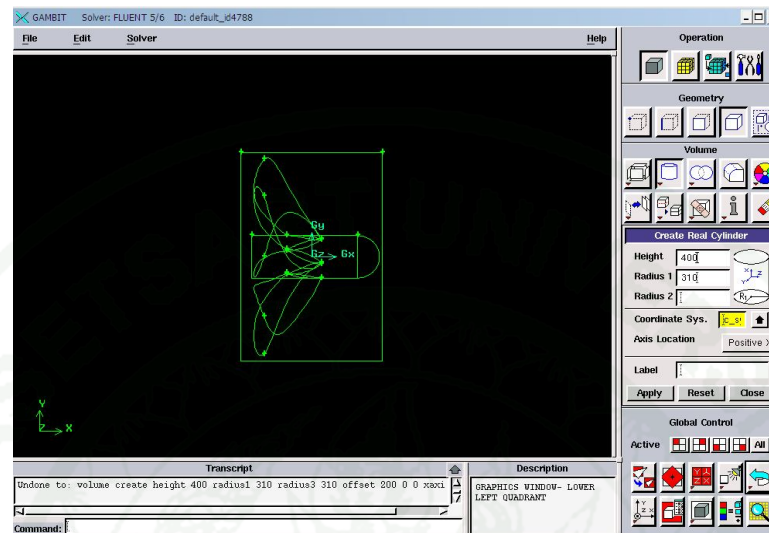 GAMBIT Solver: FLUENT 5/6 ID: default_id4788
File Edit Solver Help
Operation
Geometry
Volume
Create Real Cylinder
Height 400
Radius 1 310
Radius 2
Coordinate Sys. c_s
Axis Location Positive X
Label
Apply Reset Close
Global Control
Active All
Gy
Gz Gx
Y
Z X
Transcript
Undone to: volume create height 400 radius1 310 radius3 310 offset 200 0 0 xaxi
Command:
Description
GRAPHICS WINDOW- LOWER
LEFT QUADRANT